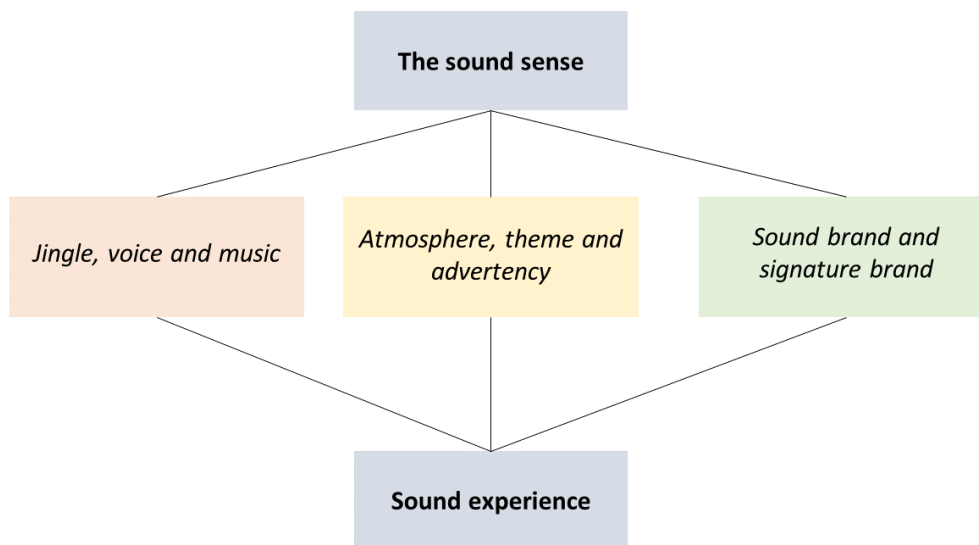 The sound sense
Jingle, voice and music
Atmosphere, theme and
advertency
Sound brand and
signature brand
Sound experience